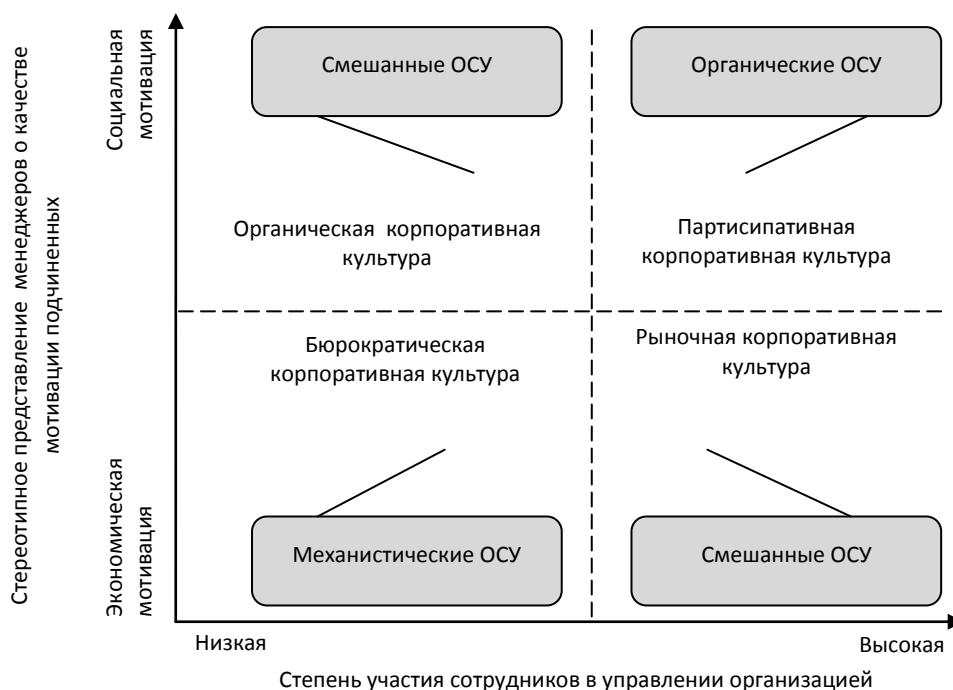 Стереотипное представление менеджеров о качестве
мотивации подчиненных
Социальная
мотивация
Экономическая
мотивация
Смешанные ОСУ
Органические ОСУ
Органическая корпоративная
культура
Партисипативная
корпоративная культура
Бюрократическая
корпоративная культура
Рыночная корпоративная
культура
Механистические ОСУ
Смешанные ОСУ
Низкая
Высокая
Степень участия сотрудников в управлении организацией